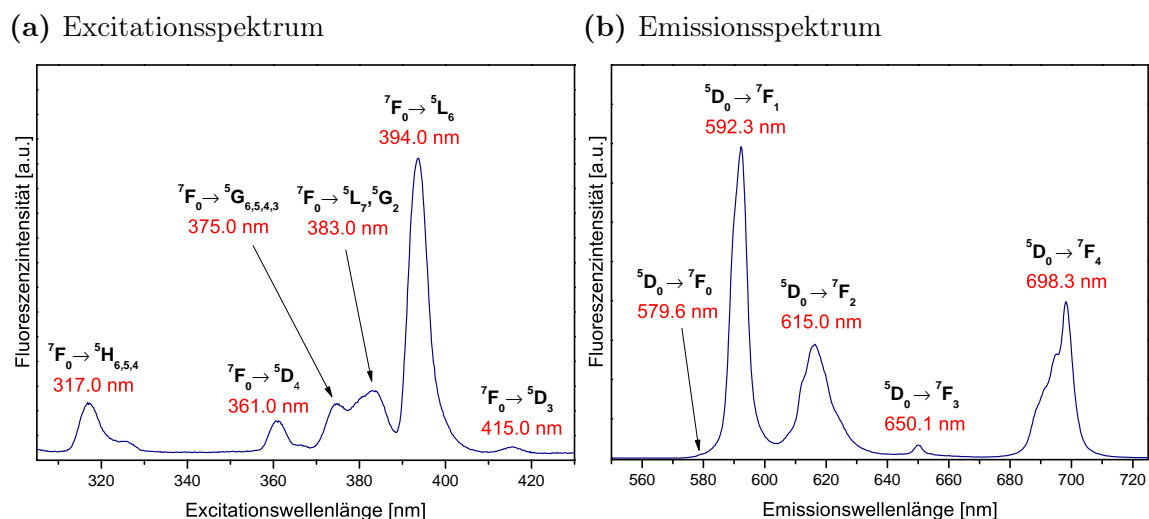 (a) Excitationsspektrum
Fluoreszenzintensität [a.u.]
⁷F₀→ ⁵H₆,₅,₄
317.0 nm
⁷F₀→ ⁵D₄
361.0 nm
⁷F₀→ ⁵G₆,₅,₄,₃
375.0 nm
⁷F₀→ ⁵L₇,⁵G₂
383.0 nm
⁷F₀→ ⁵L₆
394.0 nm
⁷F₀→ ⁵D₃
415.0 nm
320 340 360 380 400 420
Excitationswellenlänge [nm]
(b) Emissionsspektrum
Fluoreszenzintensität [a.u.]
⁵D₀→ ⁷F₀
579.6 nm
⁵D₀→ ⁷F₁
592.3 nm
⁵D₀→ ⁷F₂
615.0 nm
⁵D₀→ ⁷F₃
650.1 nm
⁵D₀→ ⁷F₄
698.3 nm
560 580 600 620 640 660 680 700 720
Emissionswellenlänge [nm]